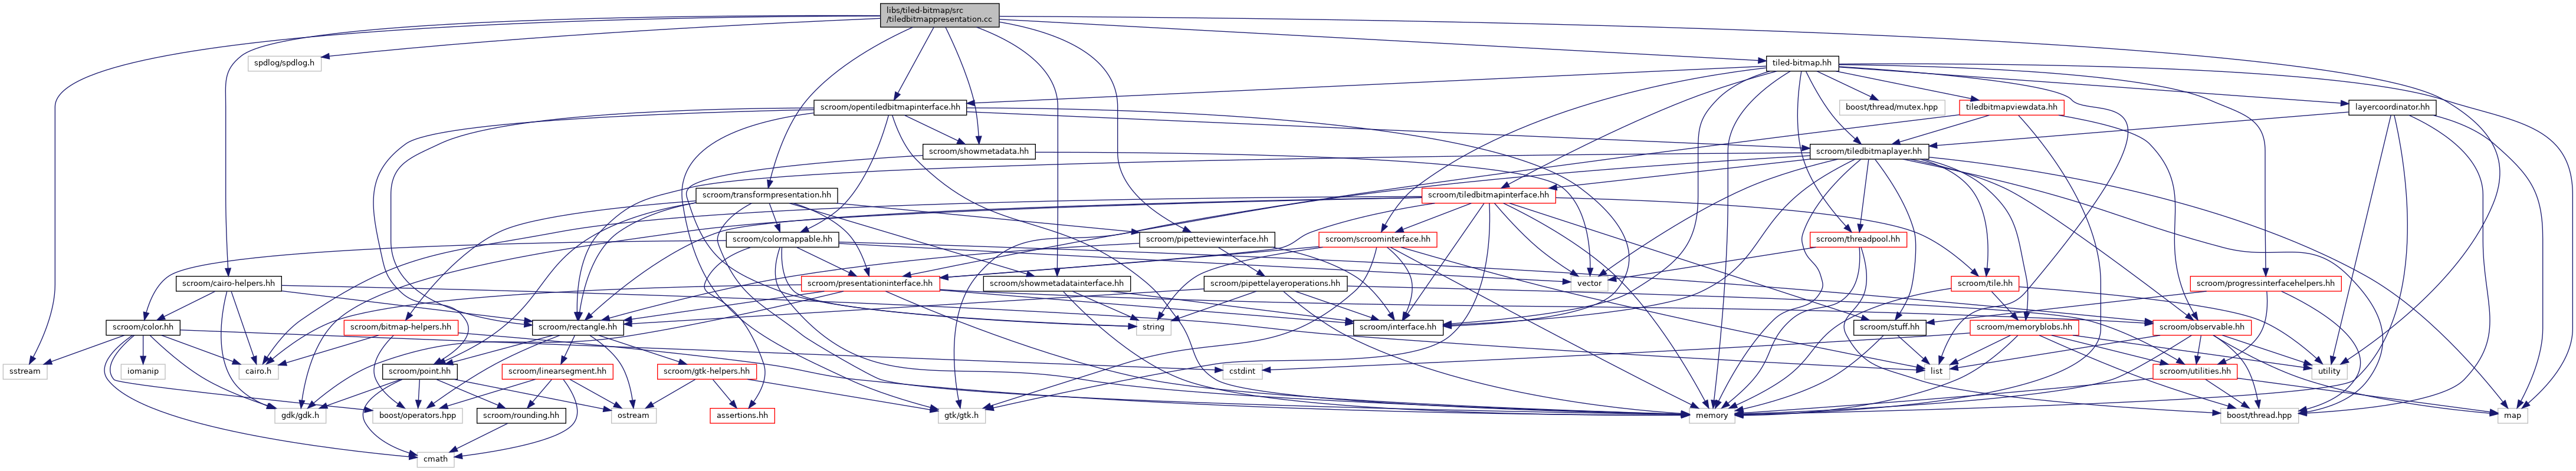 libs/tiled-bitmap/src
/tiledbitmappresentation.cc
spdlog/spdlog.h
tiled-bitmap.hh
scroom/opentiledbitmapinterface.hh
boost/thread/mutex.hpp
tiledbitmapviewdata.hh
layercoordinator.hh
scroom/showmetadata.hh
scroom/tiledbitmaplayer.hh
scroom/transformpresentation.hh
scroom/tiledbitmapinterface.hh
scroom/colormappable.hh
scroom/pipetteviewinterface.hh
scroom/scroominterface.hh
scroom/threadpool.hh
scroom/cairo-helpers.hh
scroom/presentationinterface.hh
scroom/showmetadatainterface.hh
scroom/pipettelayeroperations.hh
vector
scroom/tile.hh
scroom/progressinterfacehelpers.hh
scroom/color.hh
scroom/bitmap-helpers.hh
scroom/rectangle.hh
string
scroom/interface.hh
scroom/stuff.hh
scroom/memoryblobs.hh
scroom/observable.hh
sstream
iomanip
cairo.h
scroom/point.hh
scroom/linearsegment.hh
scroom/gtk-helpers.hh
cstdint
list
scroom/utilities.hh
utility
gdk/gdk.h
boost/operators.hpp
scroom/rounding.hh
ostream
assertions.hh
gtk/gtk.h
memory
boost/thread.hpp
map
cmath